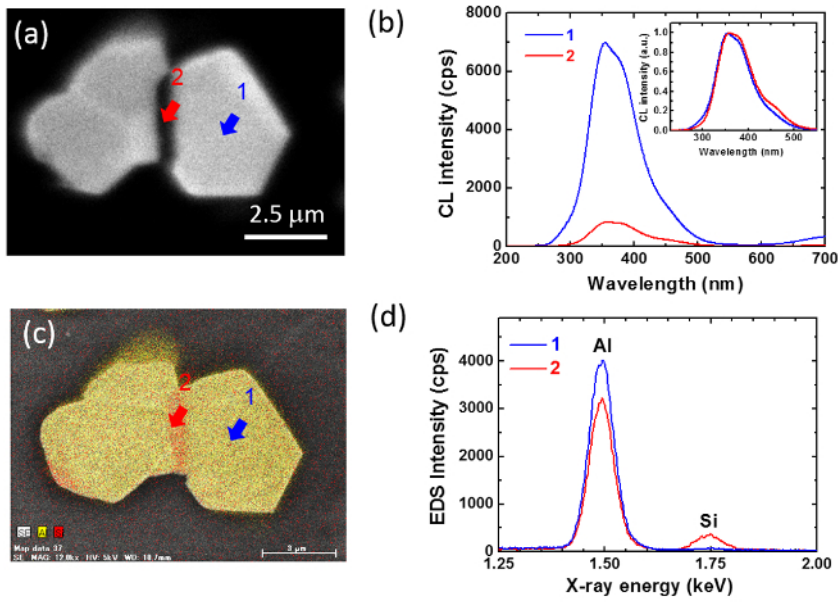 (a)
2
1
2.5 μm
(b)
1
2
CL intensity (cps)
8000
6000
4000
2000
0
200 300 400 500 600 700
Wavelength (nm)
CL intensity (a.u.)
1.0
0.8
0.6
0.4
0.2
0.0
300 400 500
Wavelength (nm)
(c)
2
1
SE Al Si
Map data 37
SE MAG: 12.0kx HV: 5kV WD: 10.7mm
3 μm
(d)
1
2
Al
Si
EDS Intensity (cps)
5000
4000
3000
2000
1000
0
1.25 1.50 1.75 2.00
X-ray energy (keV)